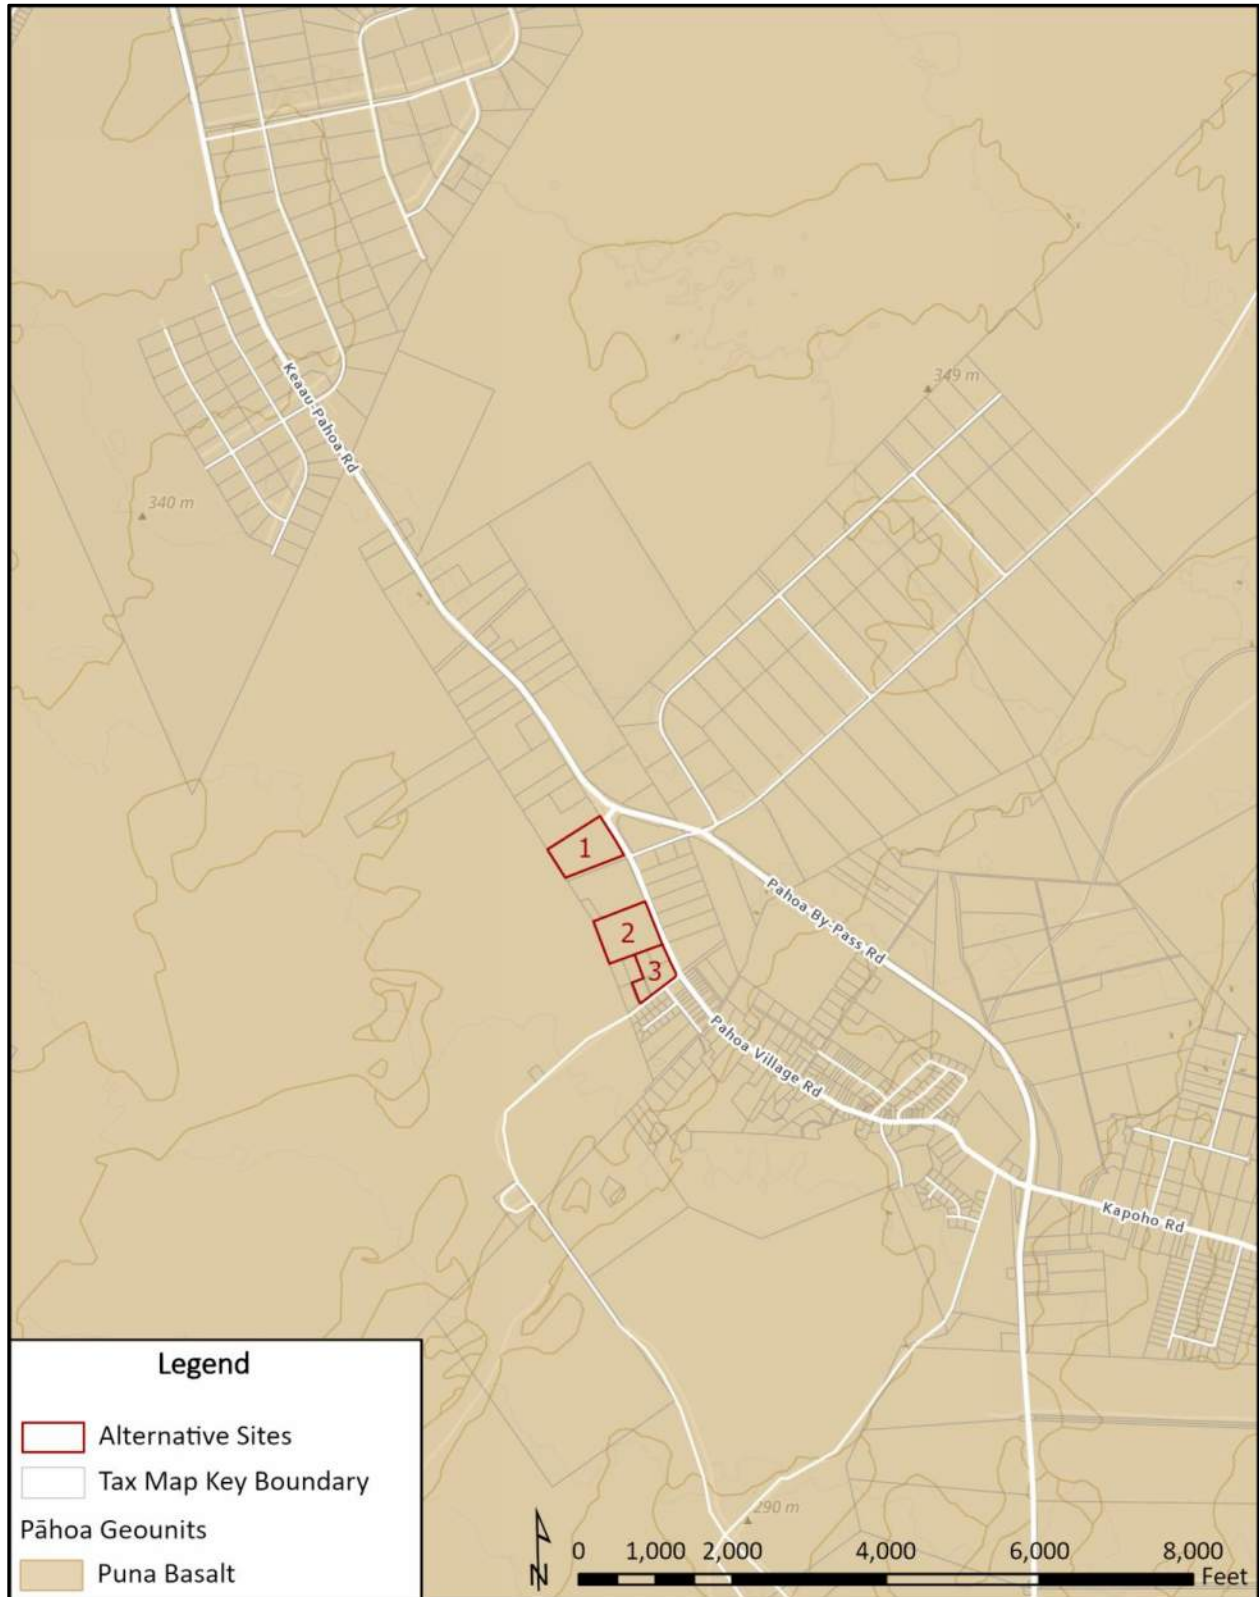 349 m
Keaau-Pahoa Rd
340 m
1
Pahoa By-Pass Rd
2
3
Pahoa Village Rd
Kapoho Rd
Legend
Alternative Sites
Tax Map Key Boundary
Pāhoa Geounits
Puna Basalt
290 m
N
0 1,000 2,000 4,000 6,000 8,000
Feet